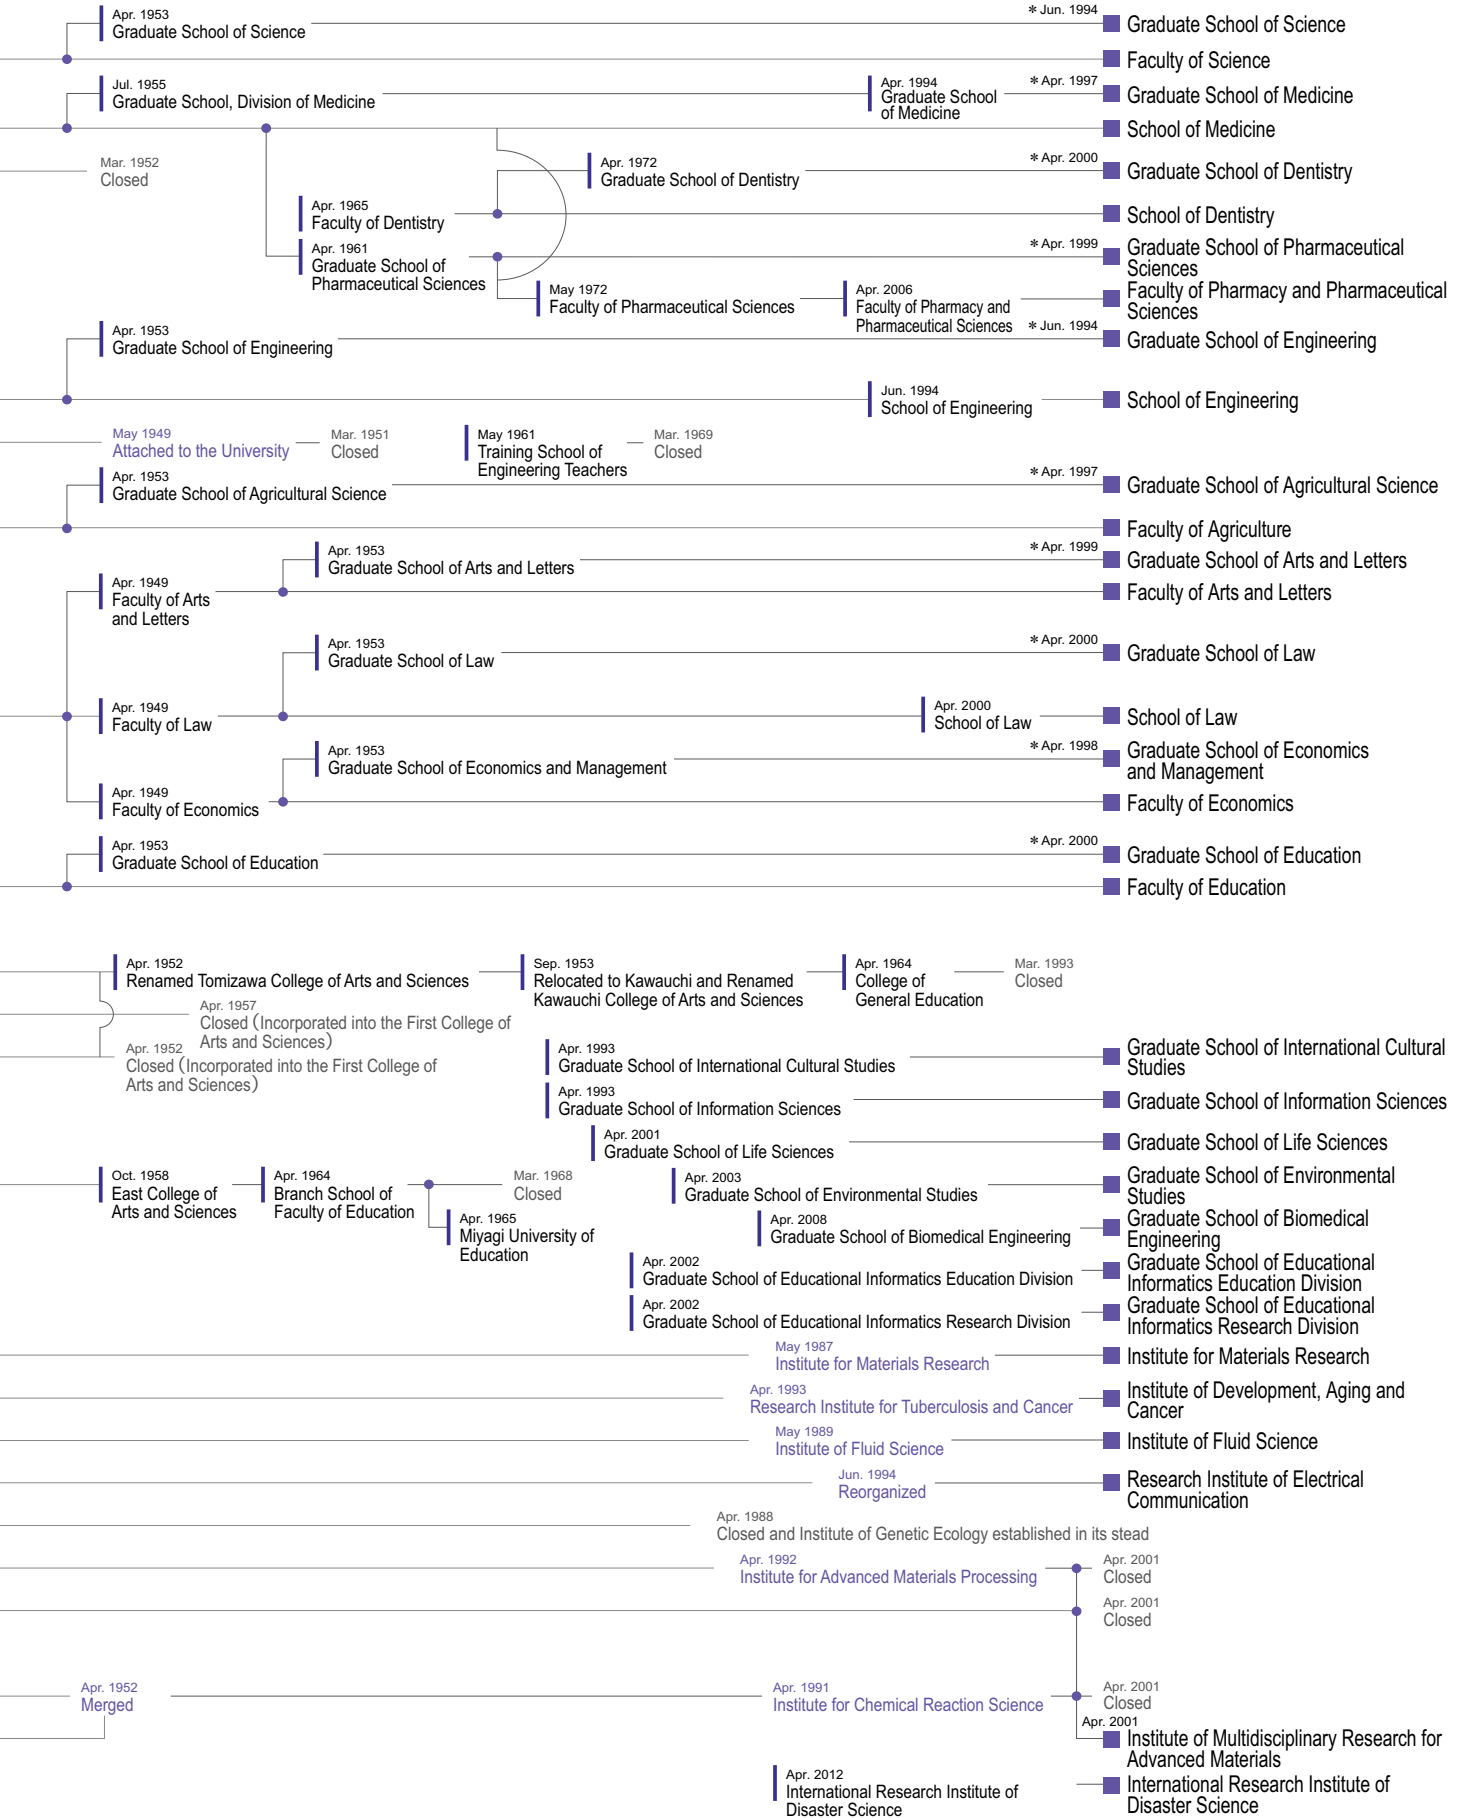 Apr. 1953
Graduate School of Science
* Jun. 1994
Graduate School of Science
Faculty of Science
Jul. 1955
Graduate School, Division of Medicine
Apr. 1994
Graduate School
of Medicine
* Apr. 1997
Graduate School of Medicine
School of Medicine
Mar. 1952
Closed
Apr. 1972
Graduate School of Dentistry
* Apr. 2000
Graduate School of Dentistry
Apr. 1965
Faculty of Dentistry
School of Dentistry
Apr. 1961
Graduate School of
Pharmaceutical Sciences
* Apr. 1999
Graduate School of Pharmaceutical
Sciences
May 1972
Faculty of Pharmaceutical Sciences
Apr. 2006
Faculty of Pharmacy and
Pharmaceutical Sciences
Faculty of Pharmacy and Pharmaceutical
Sciences
Apr. 1953
Graduate School of Engineering
* Jun. 1994
Graduate School of Engineering
Jun. 1994
School of Engineering
School of Engineering
May 1949
Attached to the University
Mar. 1951
Closed
May 1961
Training School of
Engineering Teachers
Mar. 1969
Closed
Apr. 1953
Graduate School of Agricultural Science
* Apr. 1997
Graduate School of Agricultural Science
Faculty of Agriculture
Apr. 1953
Graduate School of Arts and Letters
* Apr. 1999
Graduate School of Arts and Letters
Apr. 1949
Faculty of Arts
and Letters
Faculty of Arts and Letters
Apr. 1953
Graduate School of Law
* Apr. 2000
Graduate School of Law
Apr. 1949
Faculty of Law
Apr. 2000
School of Law
School of Law
Apr. 1953
Graduate School of Economics and Management
* Apr. 1998
Graduate School of Economics
and Management
Apr. 1949
Faculty of Economics
Faculty of Economics
Apr. 1953
Graduate School of Education
* Apr. 2000
Graduate School of Education
Faculty of Education
Apr. 1952
Renamed Tomizawa College of Arts and Sciences
Sep. 1953
Relocated to Kawauchi and Renamed
Kawauchi College of Arts and Sciences
Apr. 1964
College of
General Education
Mar. 1993
Closed
Apr. 1957
Closed (Incorporated into the First College of
Arts and Sciences)
Apr. 1952
Closed (Incorporated into the First College of
Arts and Sciences)
Apr. 1993
Graduate School of International Cultural Studies
Graduate School of International Cultural
Studies
Apr. 1993
Graduate School of Information Sciences
Graduate School of Information Sciences
Apr. 2001
Graduate School of Life Sciences
Graduate School of Life Sciences
Oct. 1958
East College of
Arts and Sciences
Apr. 1964
Branch School of
Faculty of Education
Mar. 1968
Closed
Apr. 1965
Miyagi University of
Education
Apr. 2003
Graduate School of Environmental Studies
Graduate School of Environmental
Studies
Apr. 2008
Graduate School of Biomedical Engineering
Graduate School of Biomedical
Engineering
Apr. 2002
Graduate School of Educational Informatics Education Division
Graduate School of Educational
Informatics Education Division
Apr. 2002
Graduate School of Educational Informatics Research Division
Graduate School of Educational
Informatics Research Division
May 1987
Institute for Materials Research
Institute for Materials Research
Apr. 1993
Research Institute for Tuberculosis and Cancer
Institute of Development, Aging and
Cancer
May 1989
Institute of Fluid Science
Institute of Fluid Science
Jun. 1994
Reorganized
Research Institute of Electrical
Communication
Apr. 1988
Closed and Institute of Genetic Ecology established in its stead
Apr. 1992
Institute for Advanced Materials Processing
Apr. 2001
Closed
Apr. 2001
Closed
Apr. 1952
Merged
Apr. 1991
Institute for Chemical Reaction Science
Apr. 2001
Closed
Apr. 2001
Institute of Multidisciplinary Research for
Advanced Materials
Apr. 2012
International Research Institute of
Disaster Science
International Research Institute of
Disaster Science